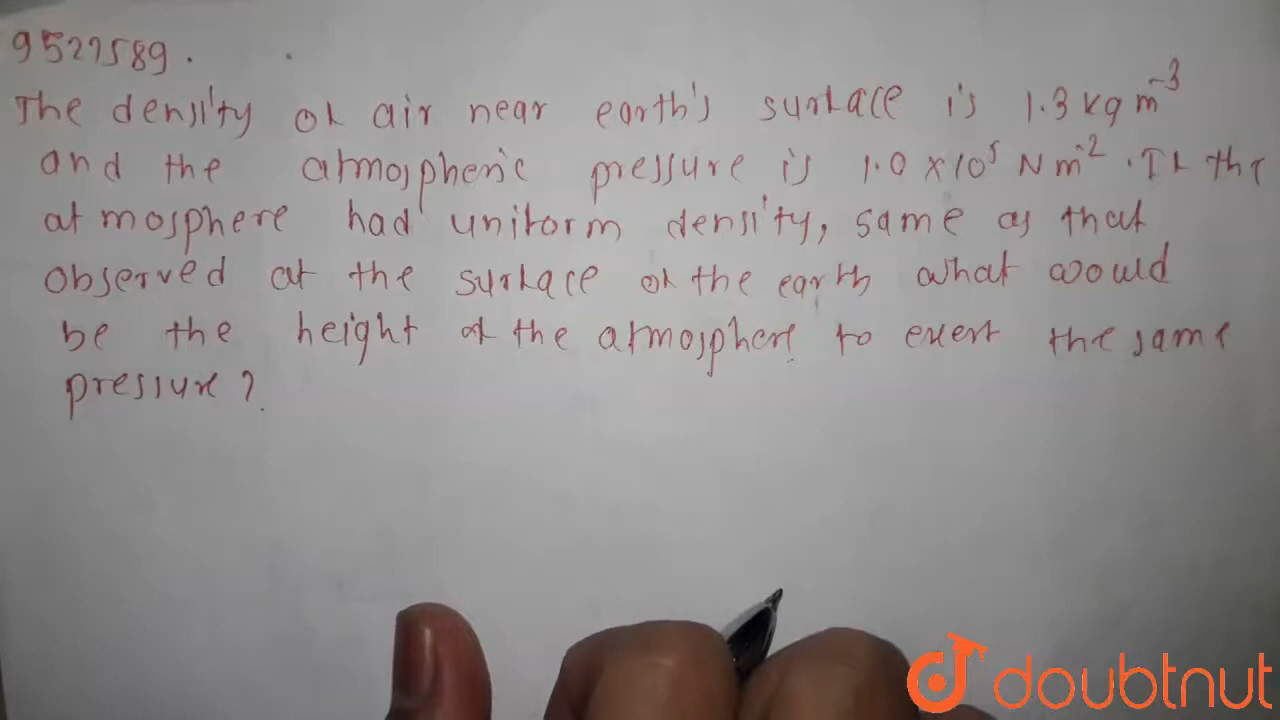 9527589.
The density of air near earth's surface is 1.3 kg m⁻³
and the atmospheric pressure is 1.0 × 10⁵ N m⁻². If the
atmosphere had uniform density, same as that
observed at the surface of the earth what would
be the height of the atmosphere to exert the same
pressure?
doubtnut